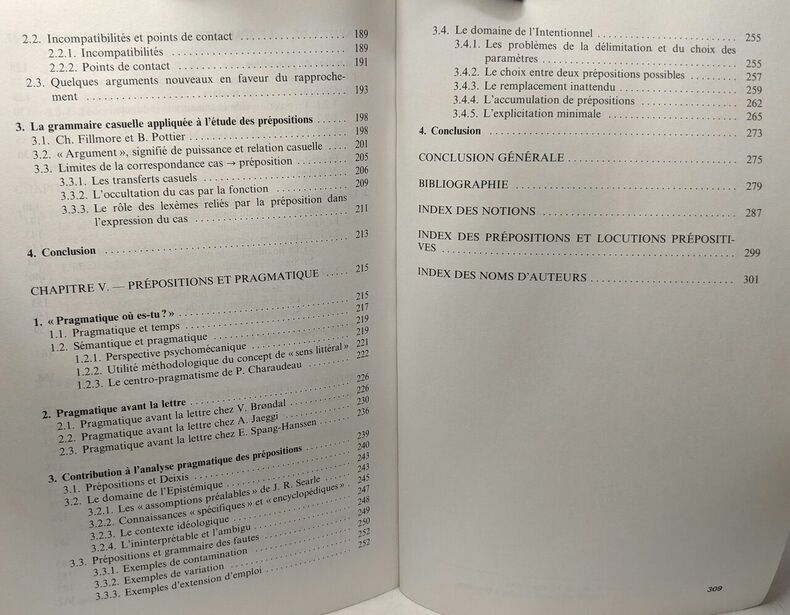 2.2. Incompatibilités et points de contact ........ 189
2.2.1. Incompatibilités ........ 189
2.2.2. Points de contact ........ 191
2.3. Quelques arguments nouveaux en faveur du rapproche-
ment ........ 193
3. La grammaire casuelle appliquée à l'étude des prépositions ...... 198
3.1. Ch. Fillmore et B. Pottier ........ 198
3.2. « Argument », signifié de puissance et relation casuelle .... 201
3.3. Limites de la correspondance cas → préposition ........ 205
3.3.1. Les transferts casuels ........ 206
3.3.2. L'occultation du cas par la fonction ........ 209
3.3.3. Le rôle des lexèmes reliés par la préposition dans
l'expression du cas ........ 211
4. Conclusion ........ 213
CHAPITRE V. — PRÉPOSITIONS ET PRAGMATIQUE ..... 215
1. « Pragmatique où es-tu ? » ........ 215
1.1. Pragmatique et temps ........ 217
1.2. Sémantique et pragmatique ........ 219
1.2.1. Perspective psychomécanique ........ 219
1.2.2. Utilité méthodologique du concept de « sens littéral » 221
1.2.3. Le centro-pragmatisme de P. Charaudeau ........ 222
2. Pragmatique avant la lettre ........ 226
2.1. Pragmatique avant la lettre chez V. Brøndal ........ 226
2.2. Pragmatique avant la lettre chez A. Jaeggi ........ 230
2.3. Pragmatique avant la lettre chez E. Spang-Hanssen ........ 236
3. Contribution à l'analyse pragmatique des prépositions ........ 239
3.1. Prépositions et Deixis ........ 240
3.2. Le domaine de l'Epistémique ........ 243
3.2.1. Les « assomptions préalables » de J. R. Searle ........ 243
3.2.2. Connaissances « spécifiques » et « encyclopédiques » . 245
3.2.3. Le contexte idéologique ........ 247
3.2.4. L'ininterprétable et l'ambigu ........ 248
3.3. Prépositions et grammaire des fautes ........ 249
3.3.1. Exemples de contamination ........ 250
3.3.2. Exemples de variation ........ 252
3.3.3. Exemples d'extension d'emploi ........ 252
3.4. Le domaine de l'Intentionnel ........ 255
3.4.1. Les problèmes de la délimitation et du choix des
paramètres ........ 255
3.4.2. Le choix entre deux prépositions possibles ........ 257
3.4.3. Le remplacement inattendu ........ 259
3.4.4. L'accumulation de prépositions ........ 262
3.4.5. L'explicitation minimale ........ 265
4. Conclusion ........ 273
CONCLUSION GÉNÉRALE ........ 275
BIBLIOGRAPHIE ........ 279
INDEX DES NOTIONS ........ 287
INDEX DES PRÉPOSITIONS ET LOCUTIONS PRÉPOSITI-
VES ........ 299
INDEX DES NOMS D'AUTEURS ........ 301
309